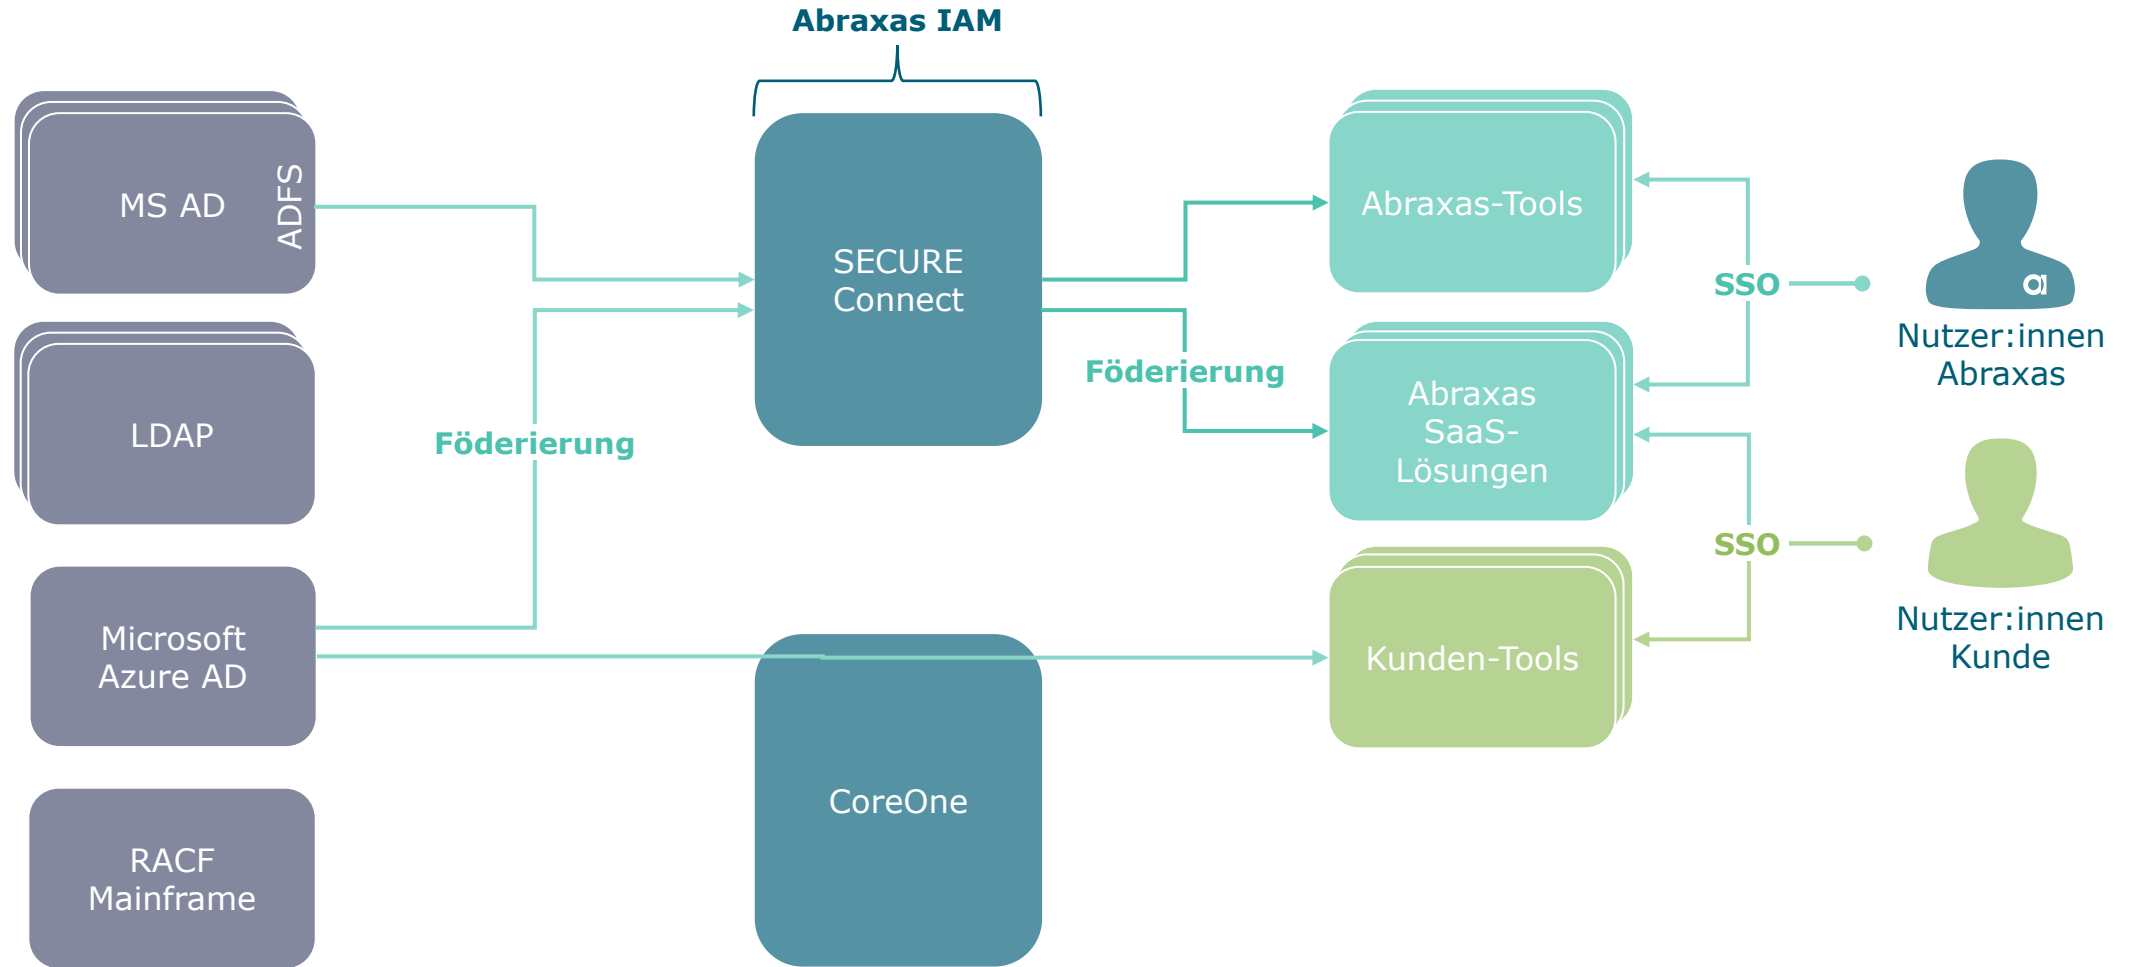 Abraxas IAM
MS AD
ADFS
LDAP
Microsoft
Azure AD
RACF
Mainframe
Föderierung
SECURE
Connect
CoreOne
Föderierung
Abraxas-Tools
Abraxas
SaaS-
Lösungen
Kunden-Tools
SSO
SSO
a
Nutzer:innen
Abraxas
Nutzer:innen
Kunde